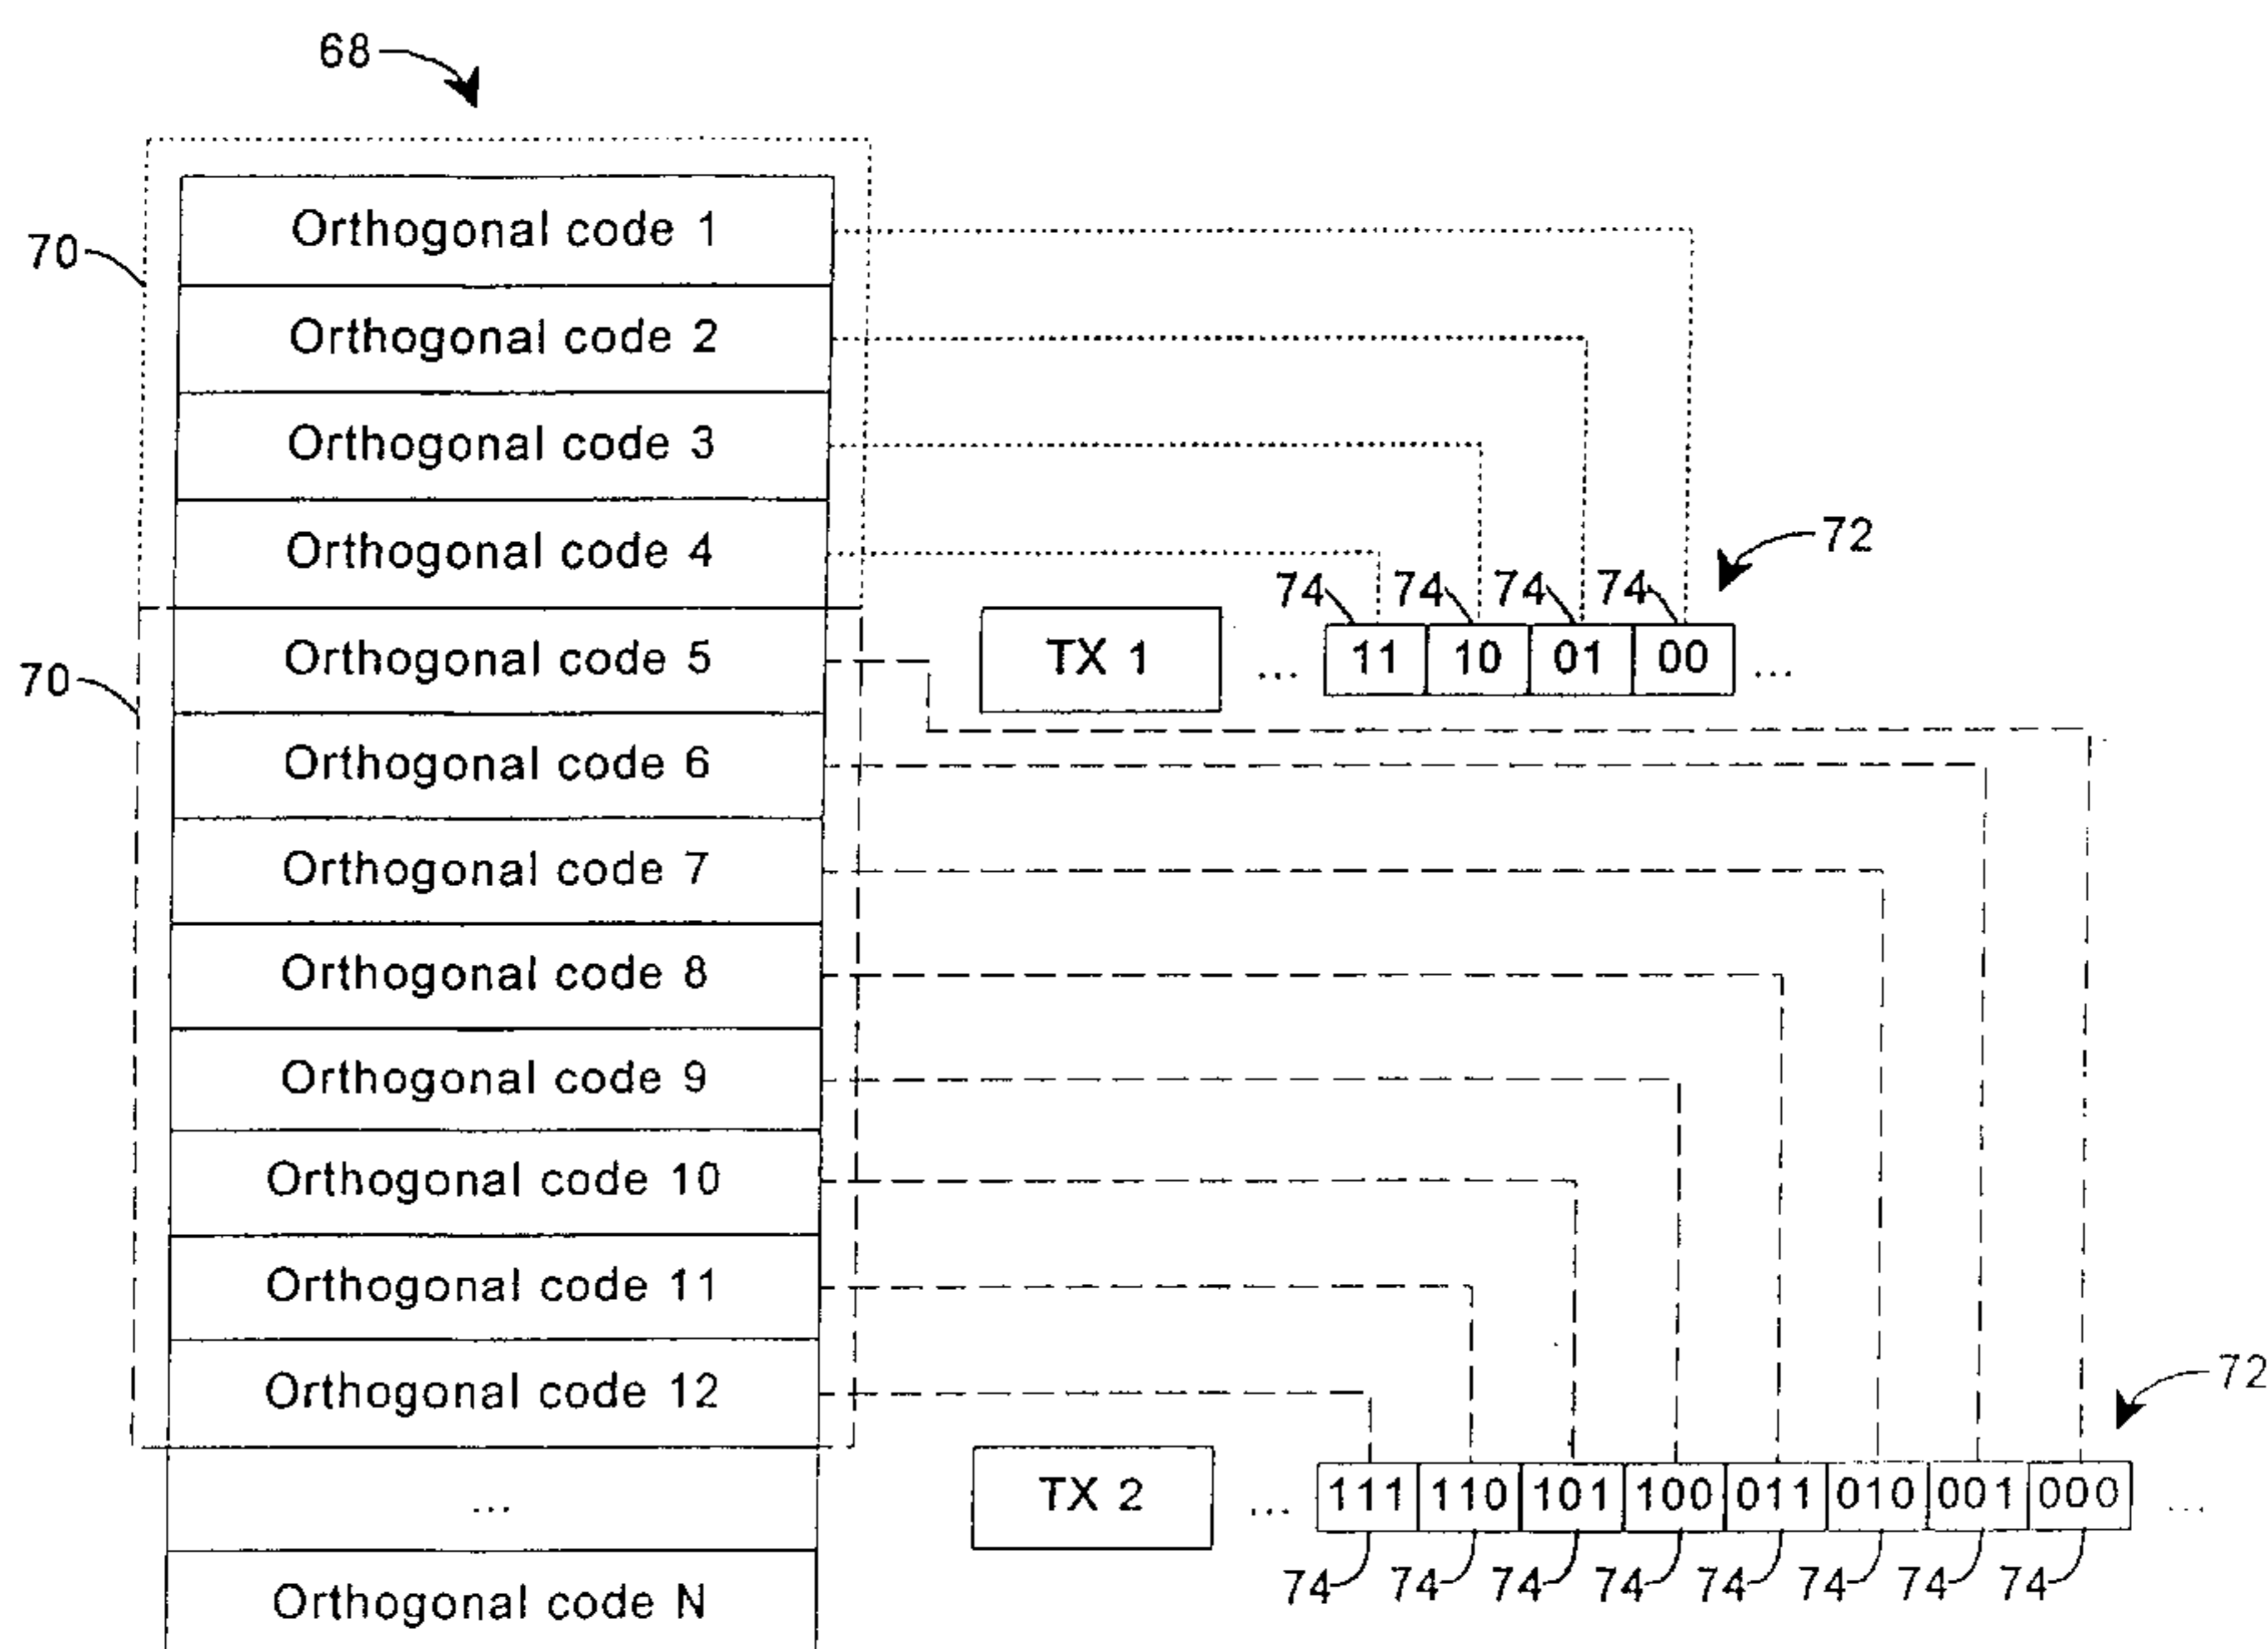 68
70
Orthogonal code 1
Orthogonal code 2
Orthogonal code 3
Orthogonal code 4
72
74 74 74 74
70
Orthogonal code 5
TX 1 ... 11 10 01 00 ...
Orthogonal code 6
Orthogonal code 7
Orthogonal code 8
Orthogonal code 9
Orthogonal code 10
Orthogonal code 11
Orthogonal code 12
72
...
TX 2 ... 111 110 101 100 011 010 001 000 ...
74 74 74 74 74 74 74 74
Orthogonal code N